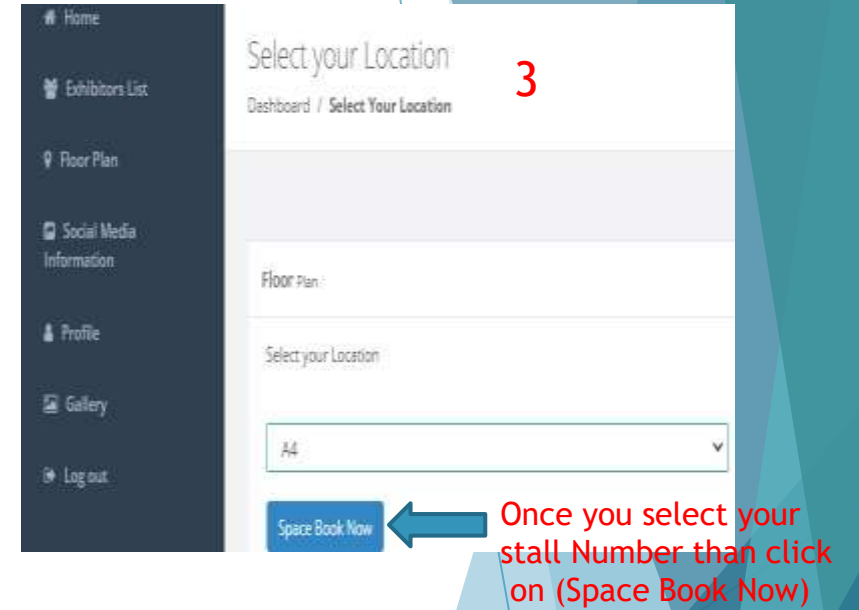 Home
Exhibitors List
Floor Plan
Social Media
Information
Profile
Gallery
Log out
Select your Location
3
Dashboard / Select Your Location
Floor Plan :
Select your Location
A4
Space Book Now
Once you select your
stall Number than click
on (Space Book Now)